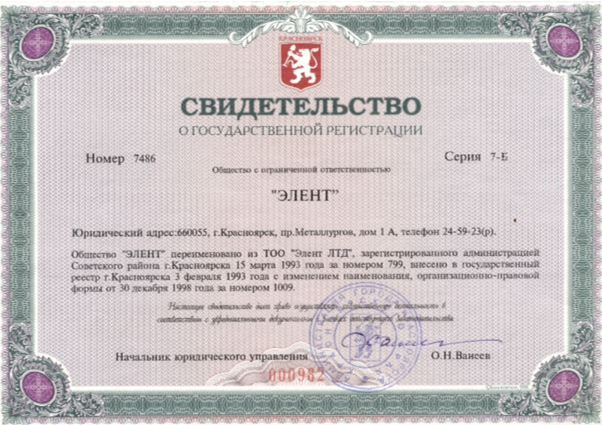 КРАСНОЯРСК
СВИДЕТЕЛЬСТВО
О ГОСУДАРСТВЕННОЙ РЕГИСТРАЦИИ
Номер 7486 Серия 7-Б
Общество с ограниченной ответственностью
"ЭЛЕНТ"
Юридический адрес:660055, г.Красноярск, пр.Металлургов, дом 1 А, телефон 24-59-23(р).
Общество "ЭЛЕНТ" переименовано из ТОО "Элент ЛТД", зарегистрированного администрацией
Советского района г.Красноярска 15 марта 1993 года за номером 799, внесено в государственный
реестр г.Красноярска 3 февраля 1993 года с изменением наименования, организационно-правовой
формы от 30 декабря 1998 года за номером 1009.
Настоящее свидетельство дает право осуществлять деятельности в
соответствии с учредительными документами в рамках действующего законодательства
Начальник юридического управления О.Н.Ванеев
000982